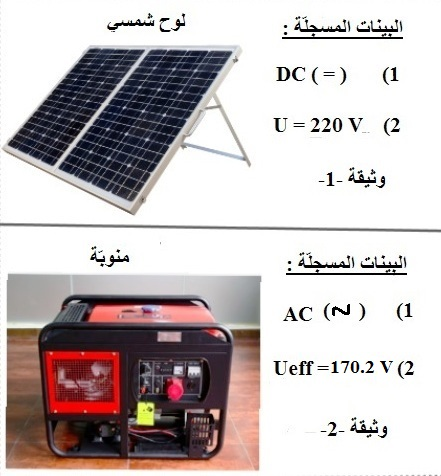 لوح شمسي
البينات المسجلّة :
1) DC ( = )
2) U = 220 V
وثيقة -1-
منوبّة
البينات المسجلّة :
1) AC (~)
2) Ueff =170.2 V
وثيقة -2-